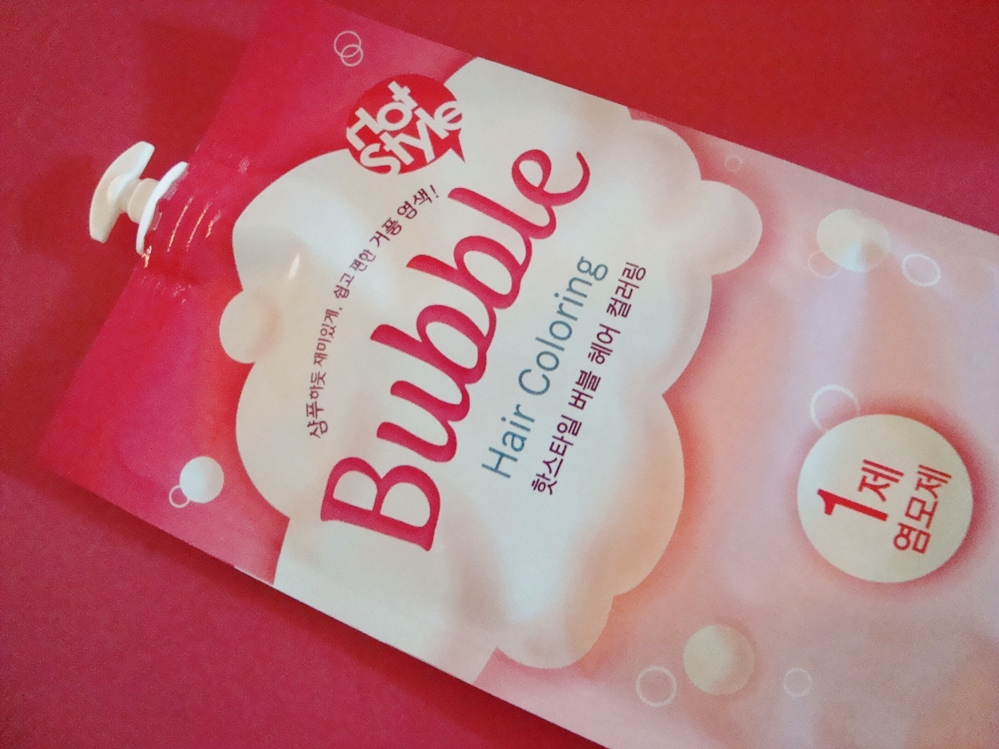 Hot
Style
샴푸하듯 재미있게, 쉽고 편한 거품 염색!
Bubble
Hair Coloring
핫스타일 버블 헤어 컬러링
1제
염모제